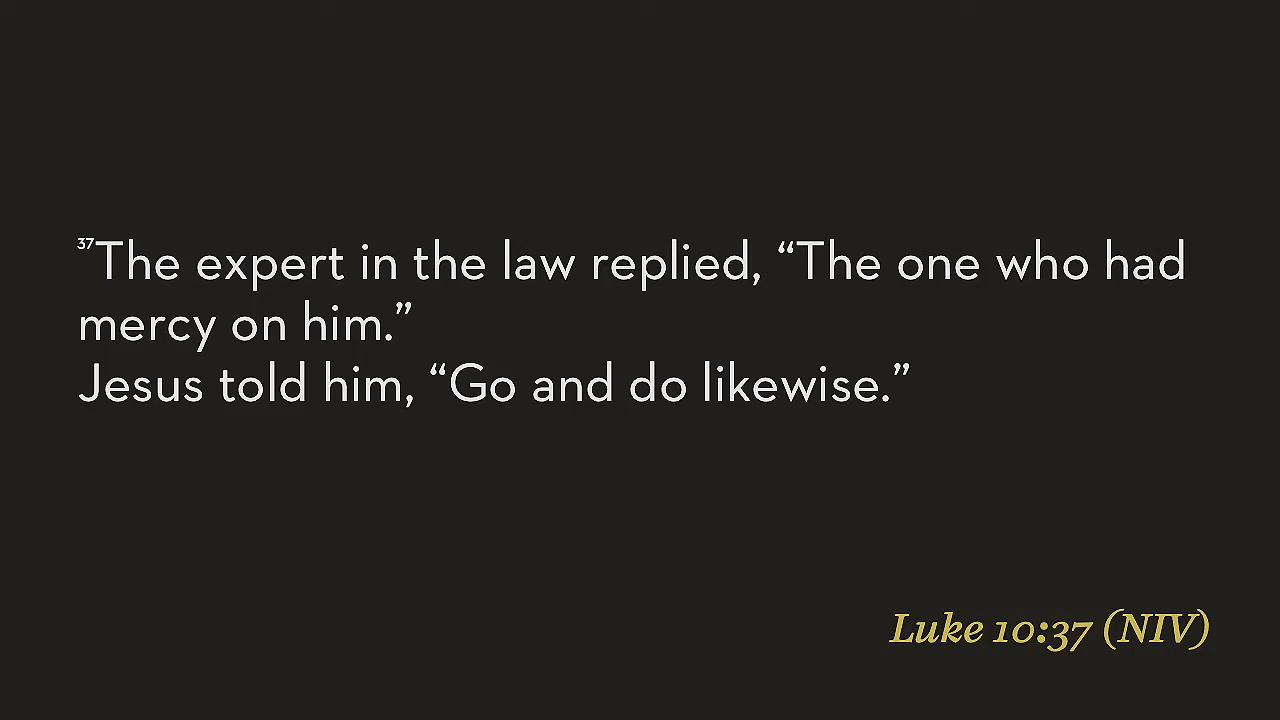 37The expert in the law replied, “The one who had
mercy on him.”
Jesus told him, “Go and do likewise.”
Luke 10:37 (NIV)